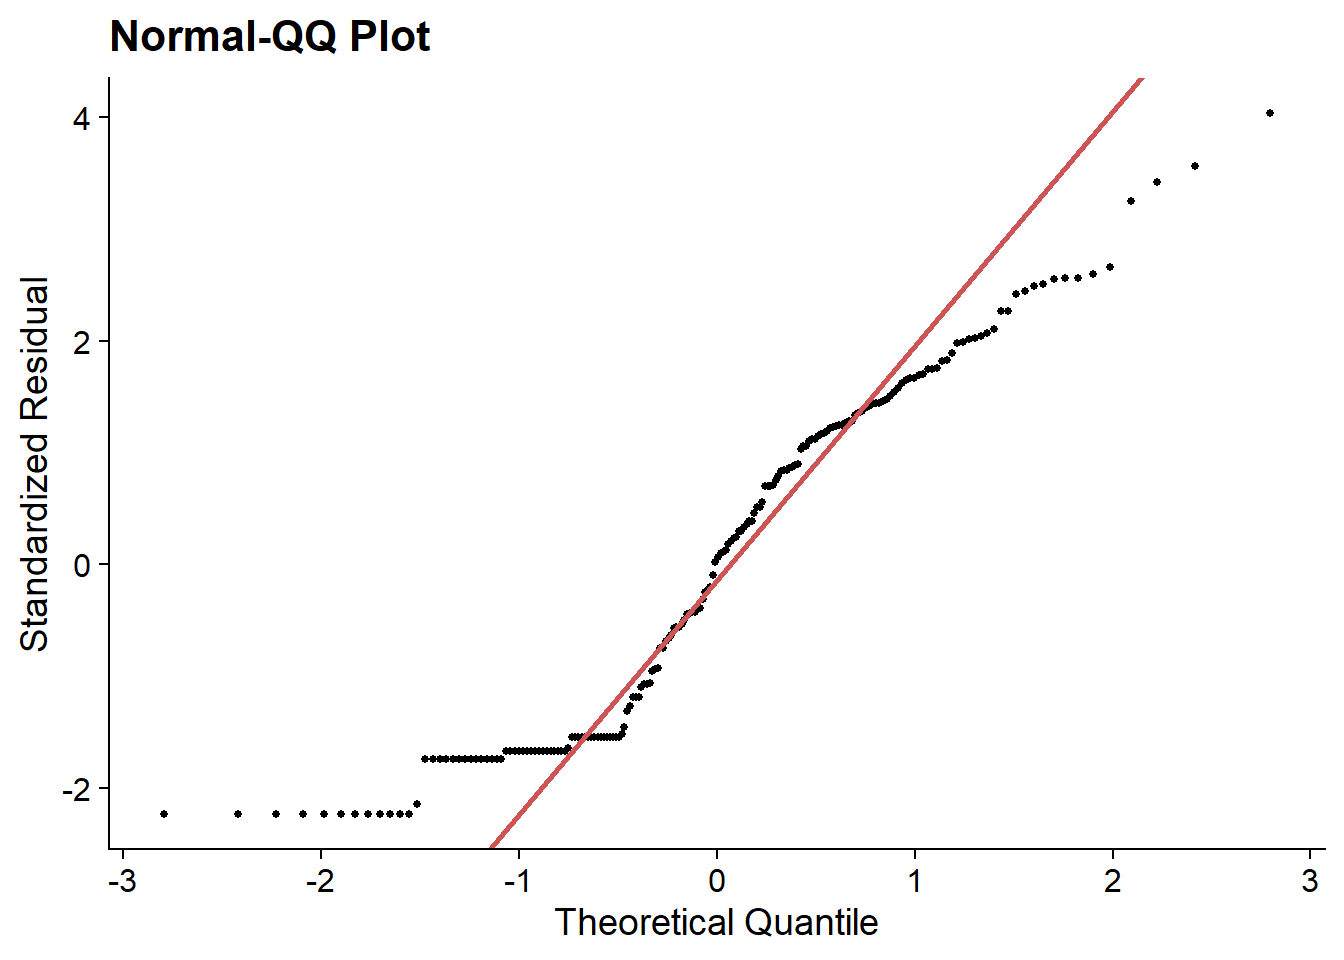 Normal-QQ Plot
4
2
0
-2
Standardized Residual
-3 -2 -1 0 1 2 3
Theoretical Quantile